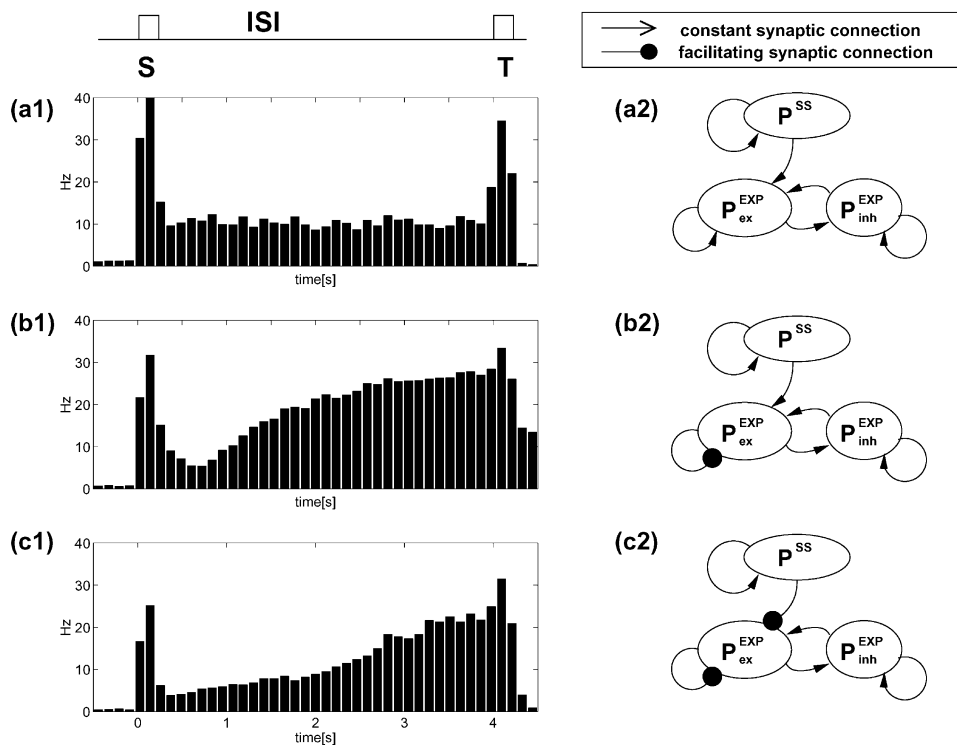 ISI
S T
constant synaptic connection
facilitating synaptic connection
(a1)
40
30
20
10
0
Hz
time[s]
(a2)
P^SS
P_ex^EXP
P_inh^EXP
(b1)
40
30
20
10
0
Hz
time[s]
(b2)
P^SS
P_ex^EXP
P_inh^EXP
(c1)
40
30
20
10
0
Hz
0 1 2 3 4
time[s]
(c2)
P^SS
P_ex^EXP
P_inh^EXP